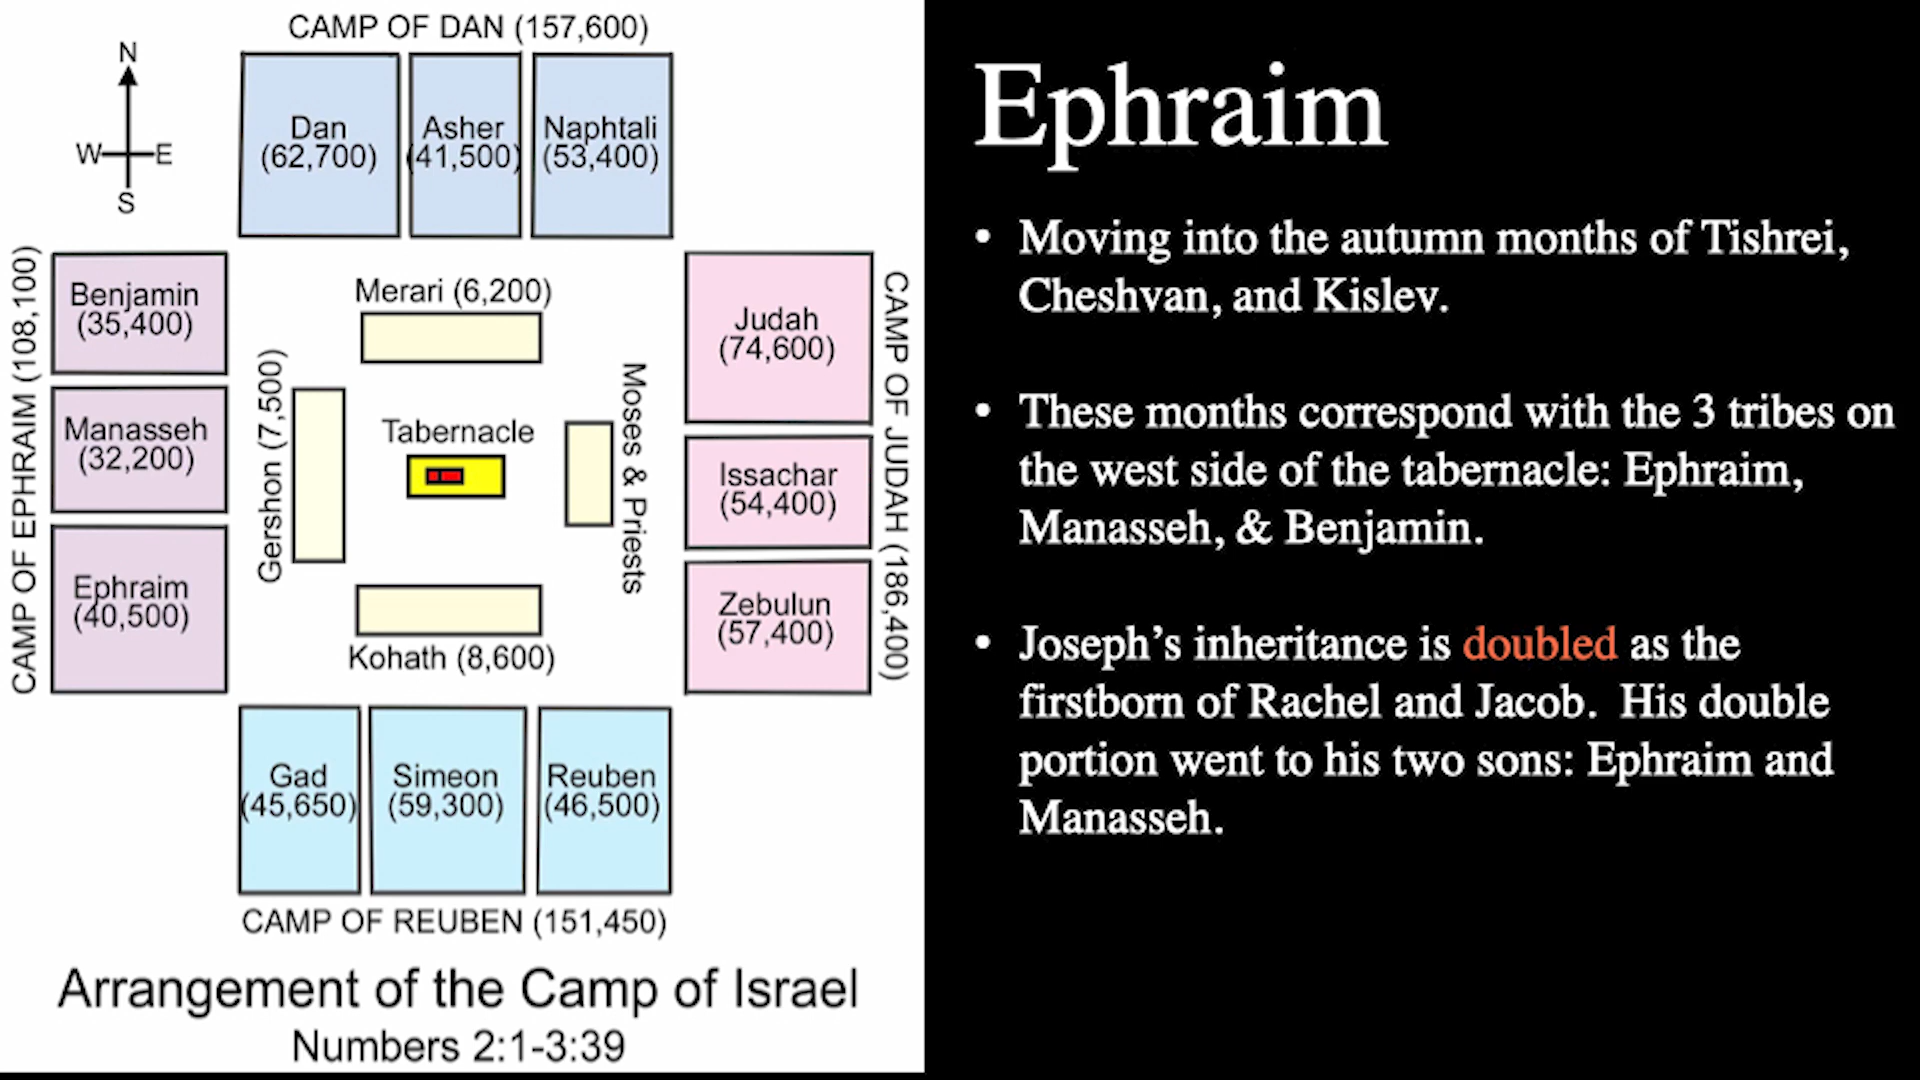 CAMP OF DAN (157,600)
N
W E
S
Dan
(62,700)
Asher
(41,500)
Naphtali
(53,400)
CAMP OF EPHRAIM (108,100)
Benjamin
(35,400)
Manasseh
(32,200)
Ephraim
(40,500)
Merari (6,200)
Gershon (7,500)
Tabernacle
Moses & Priests
Kohath (8,600)
Judah
(74,600)
Issachar
(54,400)
Zebulun
(57,400)
CAMP OF JUDAH (186,400)
Gad
(45,650)
Simeon
(59,300)
Reuben
(46,500)
CAMP OF REUBEN (151,450)
Arrangement of the Camp of Israel
Numbers 2:1-3:39
Ephraim
• Moving into the autumn months of Tishrei,
Cheshvan, and Kislev.
• These months correspond with the 3 tribes on
the west side of the tabernacle: Ephraim,
Manasseh, & Benjamin.
• Joseph’s inheritance is doubled as the
firstborn of Rachel and Jacob.  His double
portion went to his two sons: Ephraim and
Manasseh.